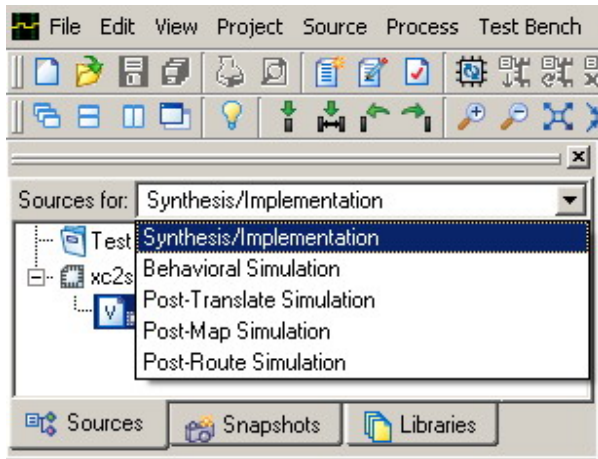 File Edit View Project Source Process Test Bench
Sources for: Synthesis/Implementation
Test Synthesis/Implementation
xc2s Behavioral Simulation
Post-Translate Simulation
V Post-Map Simulation
Post-Route Simulation
Sources Snapshots Libraries